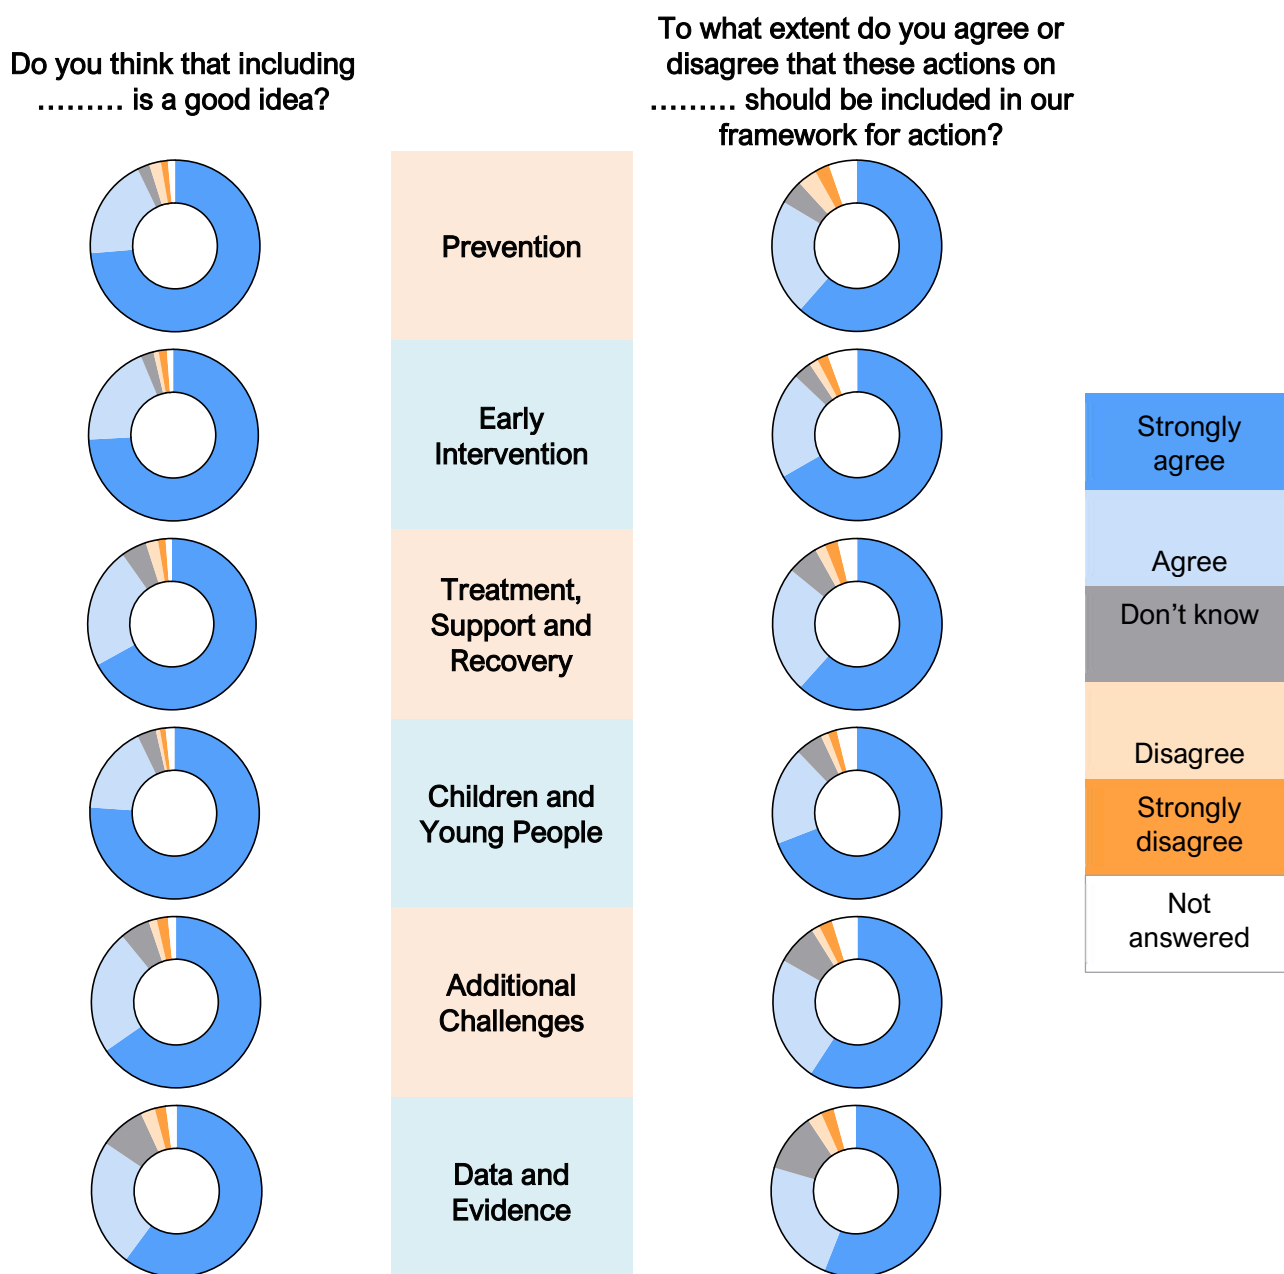 Do you think that including
……… is a good idea?
To what extent do you agree or
disagree that these actions on
……… should be included in our
framework for action?
Prevention
Early
Intervention
Treatment,
Support and
Recovery
Children and
Young People
Additional
Challenges
Data and
Evidence
Strongly
agree
Agree
Don’t know
Disagree
Strongly
disagree
Not
answered